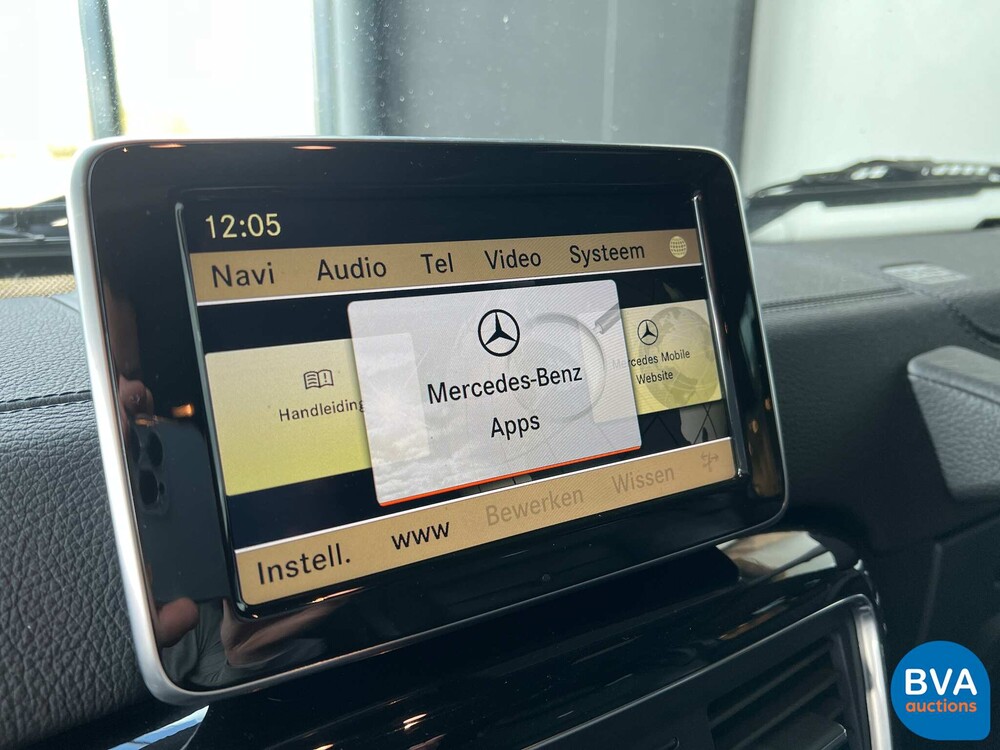 12:05
Navi Audio Tel Video Systeem
Handleiding
Mercedes-Benz
Apps
Mercedes Mobile
Website
Instell. www Bewerken Wissen
BVA
auctions